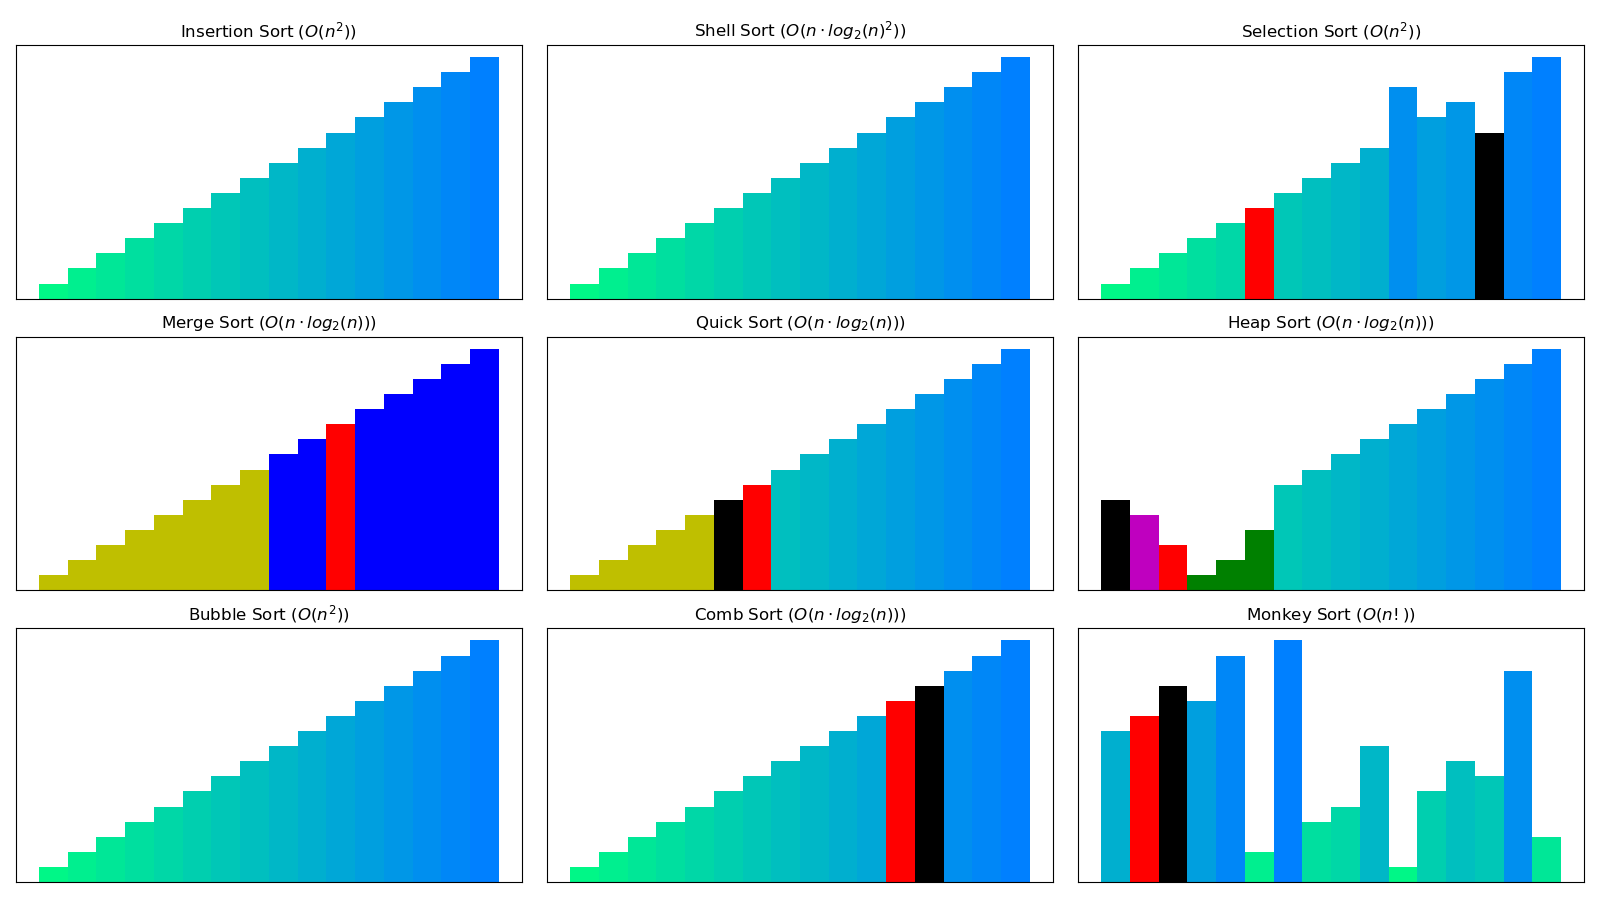 Insertion Sort (O(n²))
Shell Sort (O(n · log₂(n)²))
Selection Sort (O(n²))
Merge Sort (O(n · log₂(n)))
Quick Sort (O(n · log₂(n)))
Heap Sort (O(n · log₂(n)))
Bubble Sort (O(n²))
Comb Sort (O(n · log₂(n)))
Monkey Sort (O(n! ))